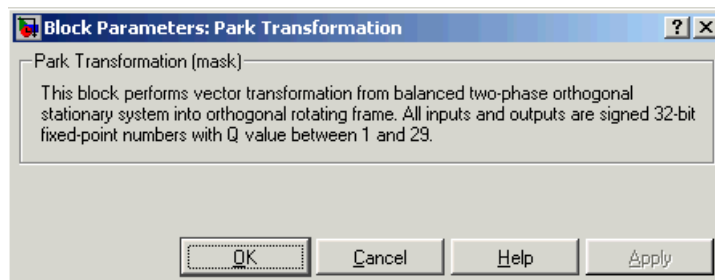 Block Parameters: Park Transformation
Park Transformation (mask)
This block performs vector transformation from balanced two-phase orthogonal
stationary system into orthogonal rotating frame. All inputs and outputs are signed 32-bit
fixed-point numbers with Q value between 1 and 29.
OK Cancel Help Apply